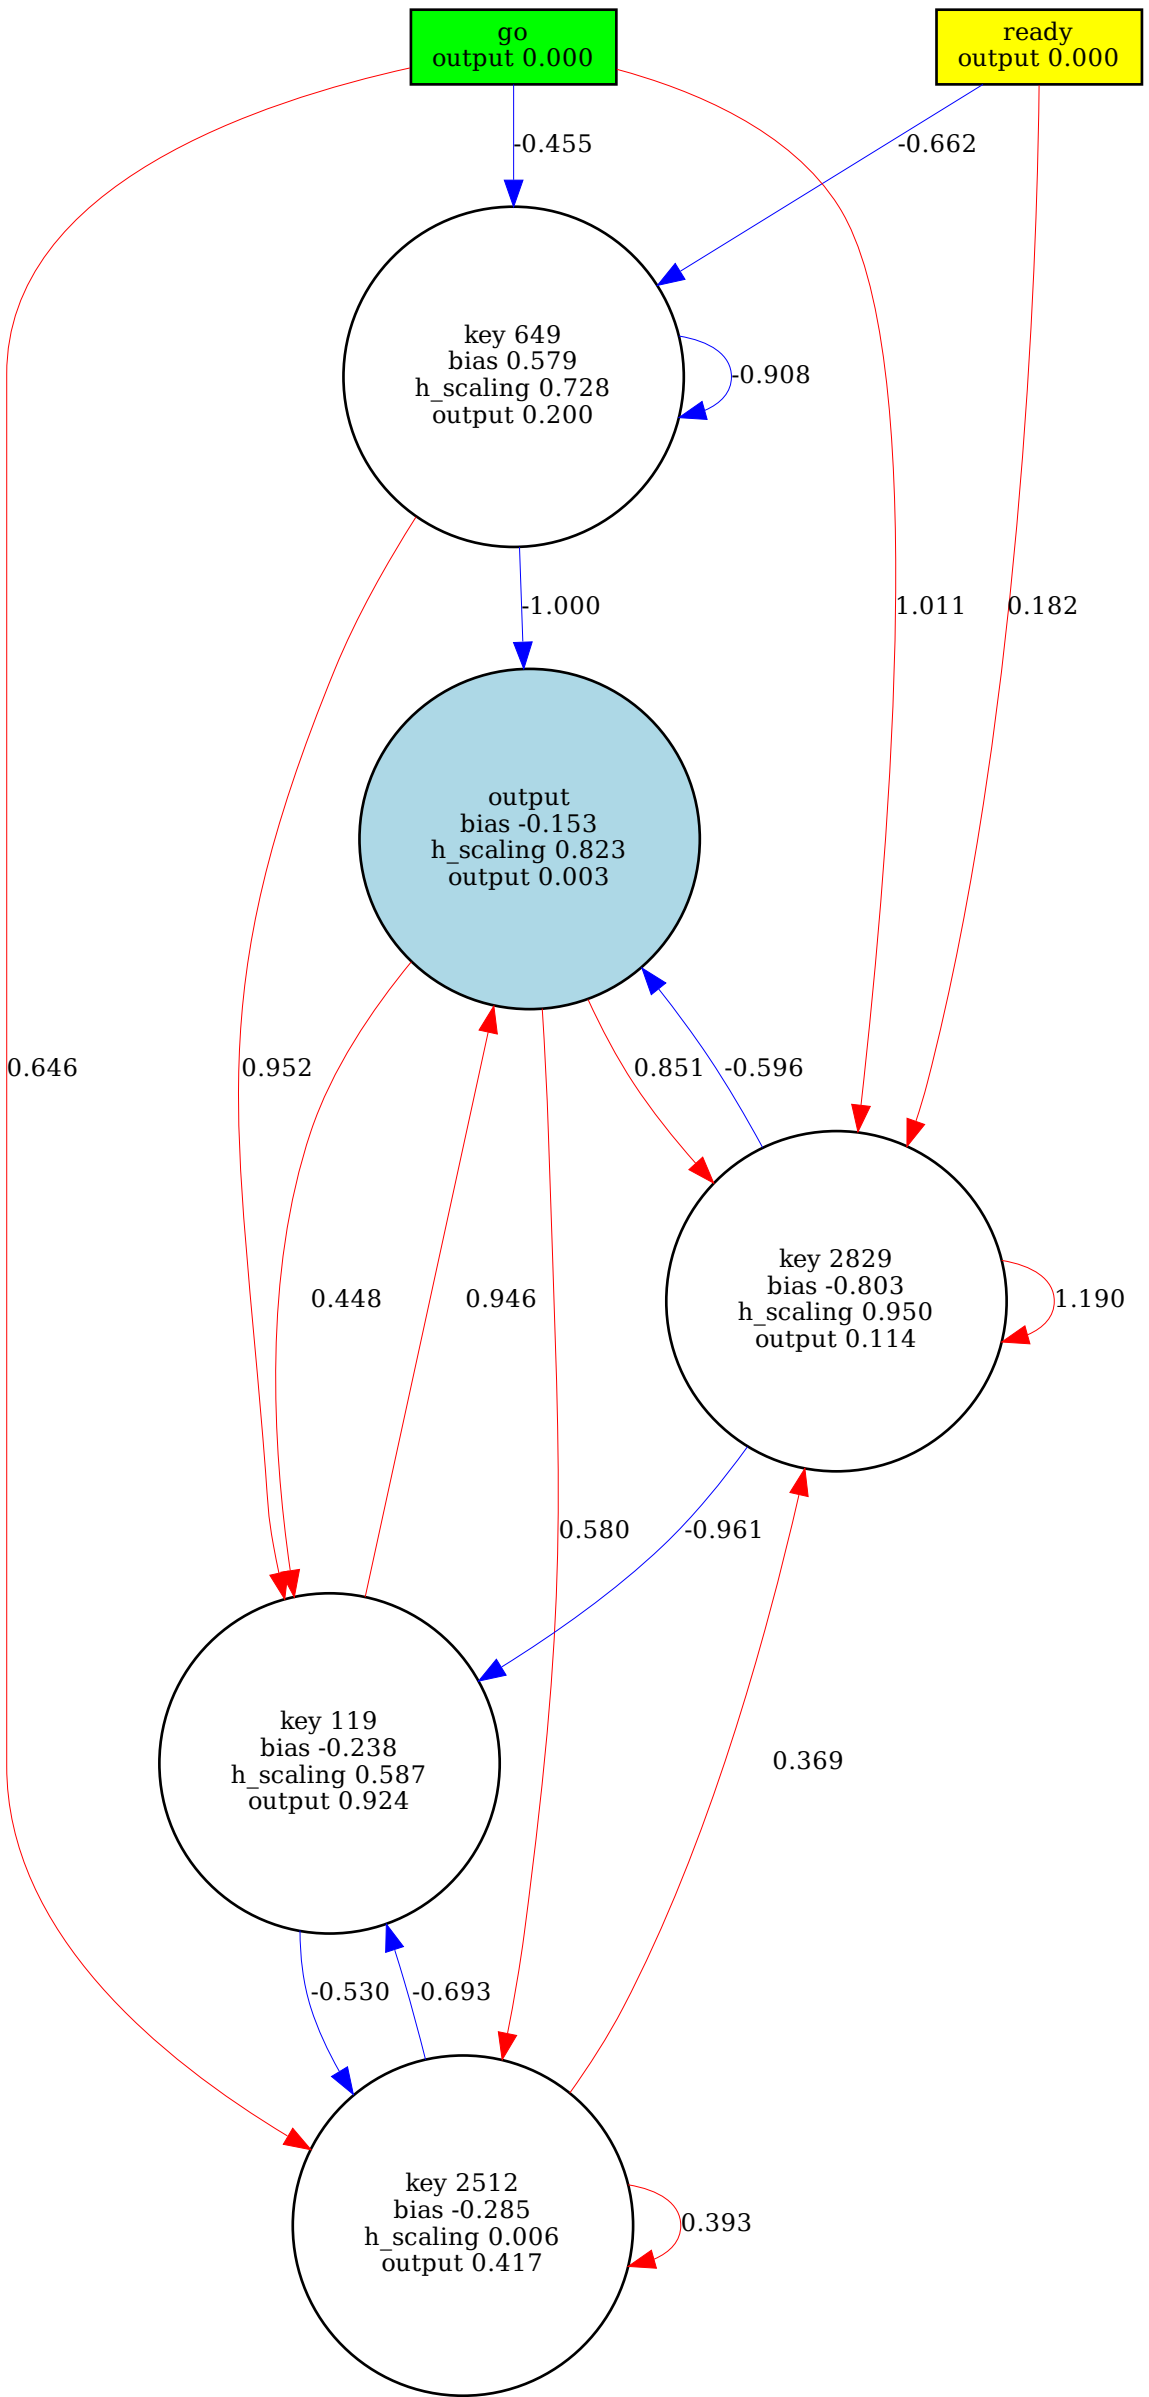 go
output 0.000
ready
output 0.000
-0.455
-0.662
key 649
bias 0.579
h_scaling 0.728
output 0.200
-0.908
-1.000
1.011
0.182
output
bias -0.153
h_scaling 0.823
output 0.003
0.646
0.952
0.851
-0.596
key 2829
bias -0.803
h_scaling 0.950
output 0.114
0.448
0.946
1.190
0.580
-0.961
key 119
bias -0.238
h_scaling 0.587
output 0.924
0.369
-0.530
-0.693
key 2512
bias -0.285
h_scaling 0.006
output 0.417
0.393